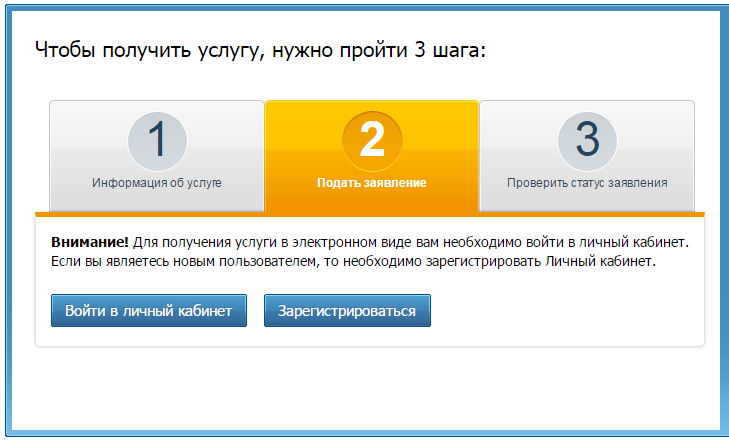 Чтобы получить услугу, нужно пройти 3 шага:
1
Информация об услуге
2
Подать заявление
3
Проверить статус заявления
Внимание! Для получения услуги в электронном виде вам необходимо войти в личный кабинет.
Если вы являетесь новым пользователем, то необходимо зарегистрировать Личный кабинет.
Войти в личный кабинет
Зарегистрироваться